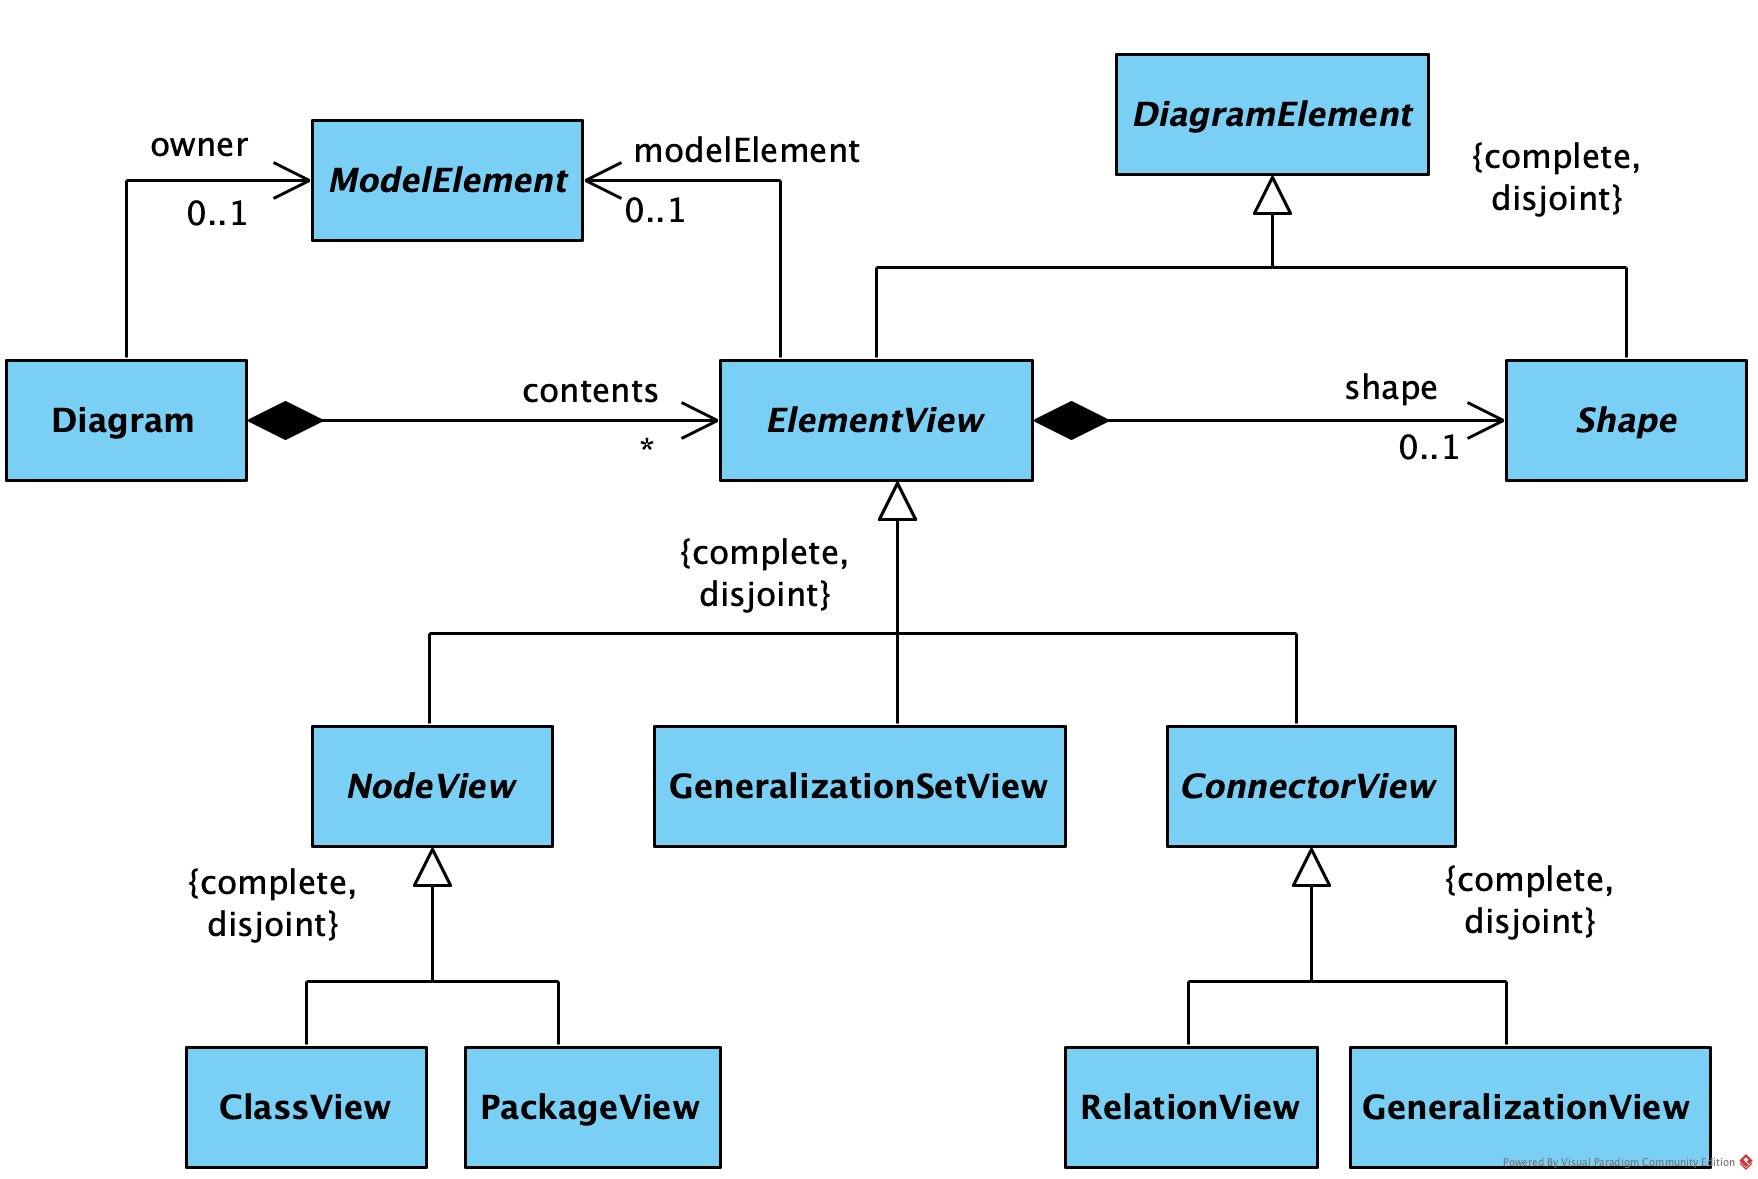 DiagramElement
{complete,
disjoint}
owner
ModelElement
modelElement
0..1
0..1
Diagram
contents
*
ElementView
shape
0..1
Shape
{complete,
disjoint}
NodeView
GeneralizationSetView
ConnectorView
{complete,
disjoint}
{complete,
disjoint}
ClassView
PackageView
RelationView
GeneralizationView
Powered By Visual Paradigm Community Edition